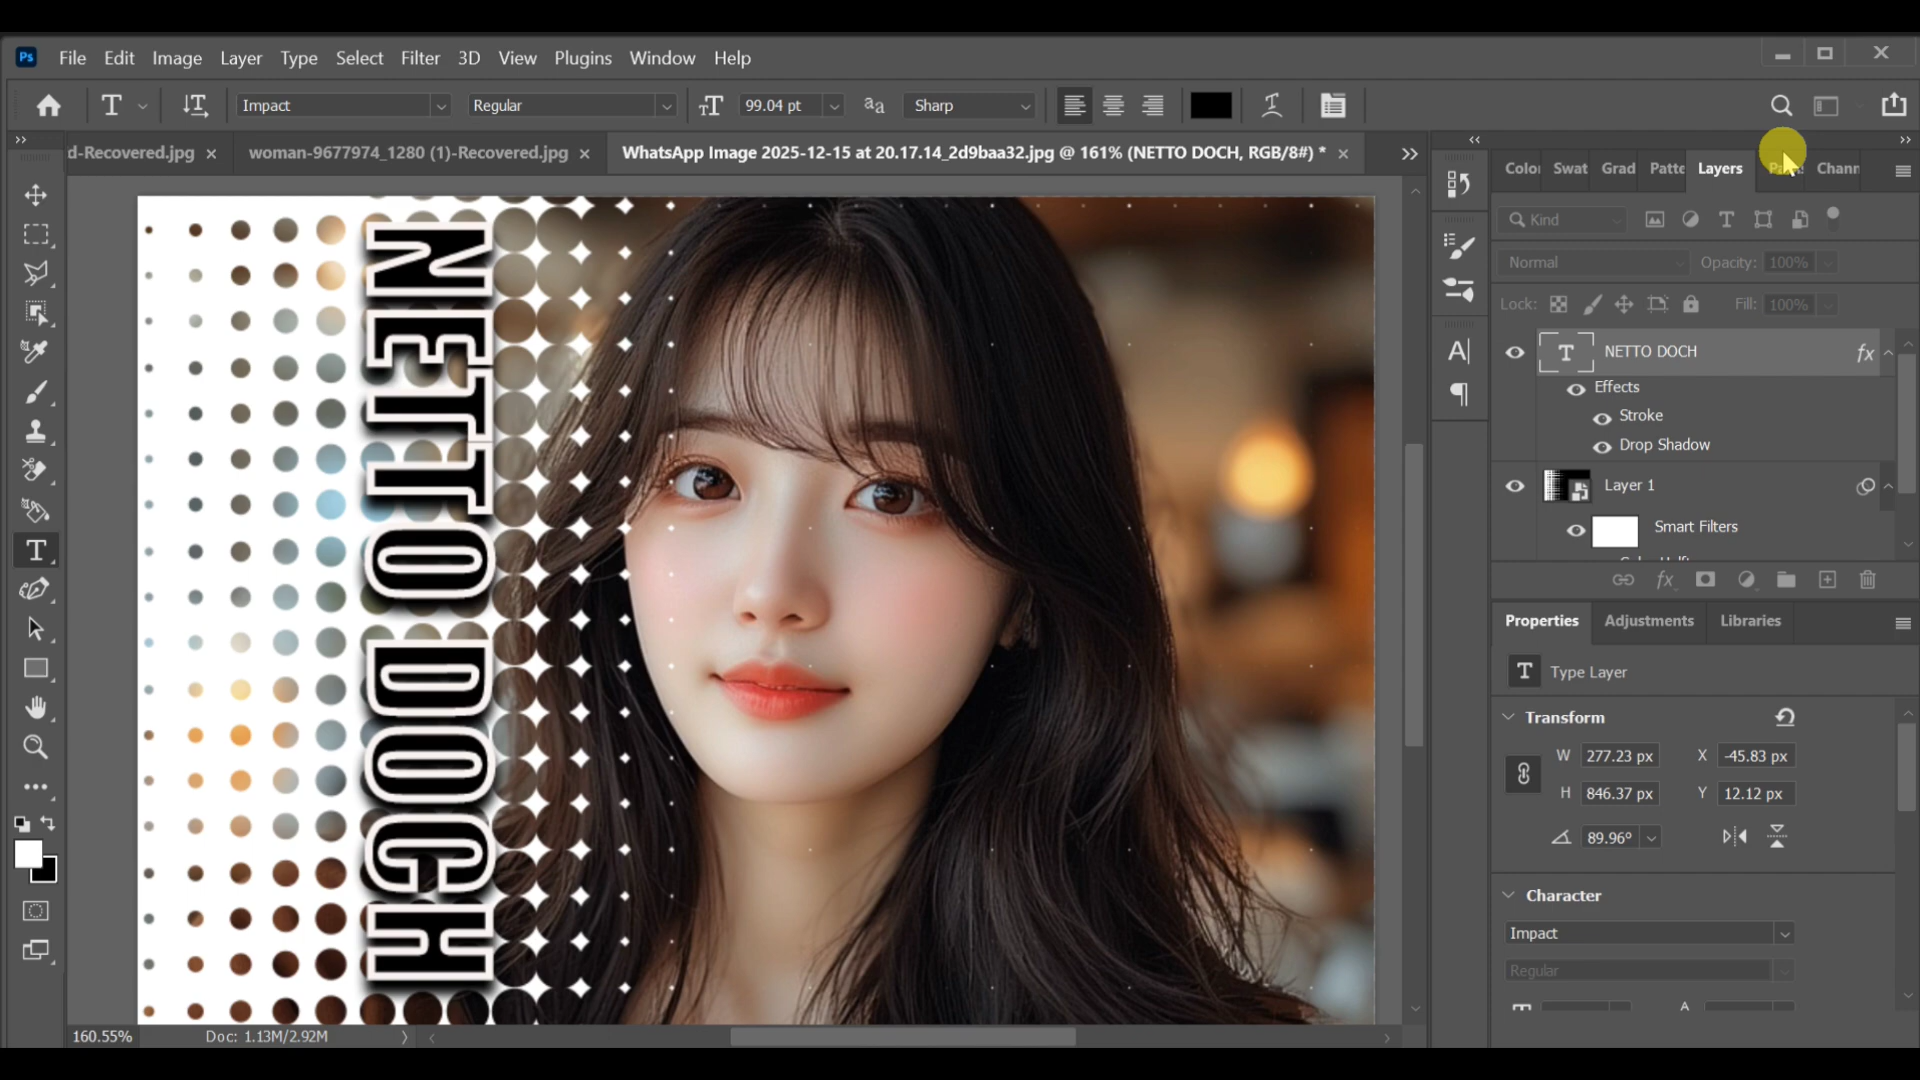 Ps File Edit Image Layer Type Select Filter 3D View Plugins Window Help
T Impact Regular 99.04 pt aa Sharp
d-Recovered.jpg × woman-9677974_1280 (1)-Recovered.jpg × WhatsApp Image 2025-12-15 at 20.17.14_2d9baa32.jpg @ 161% (NETTO DOCH, RGB/8#) * ×
Color Swat Grad Patte Layers Chann
Kind
Normal Opacity: 100%
Lock: Fill: 100%
T NETTO DOCH fx
Effects
Stroke
Drop Shadow
Layer 1
Smart Filters
fx
Properties Adjustments Libraries
T Type Layer
Transform
W 277.23 px X -45.83 px
H 846.37 px Y 12.12 px
89.96°
Character
Impact
Regular
NETTO DOCH
160.55% Doc: 1.13M/2.92M